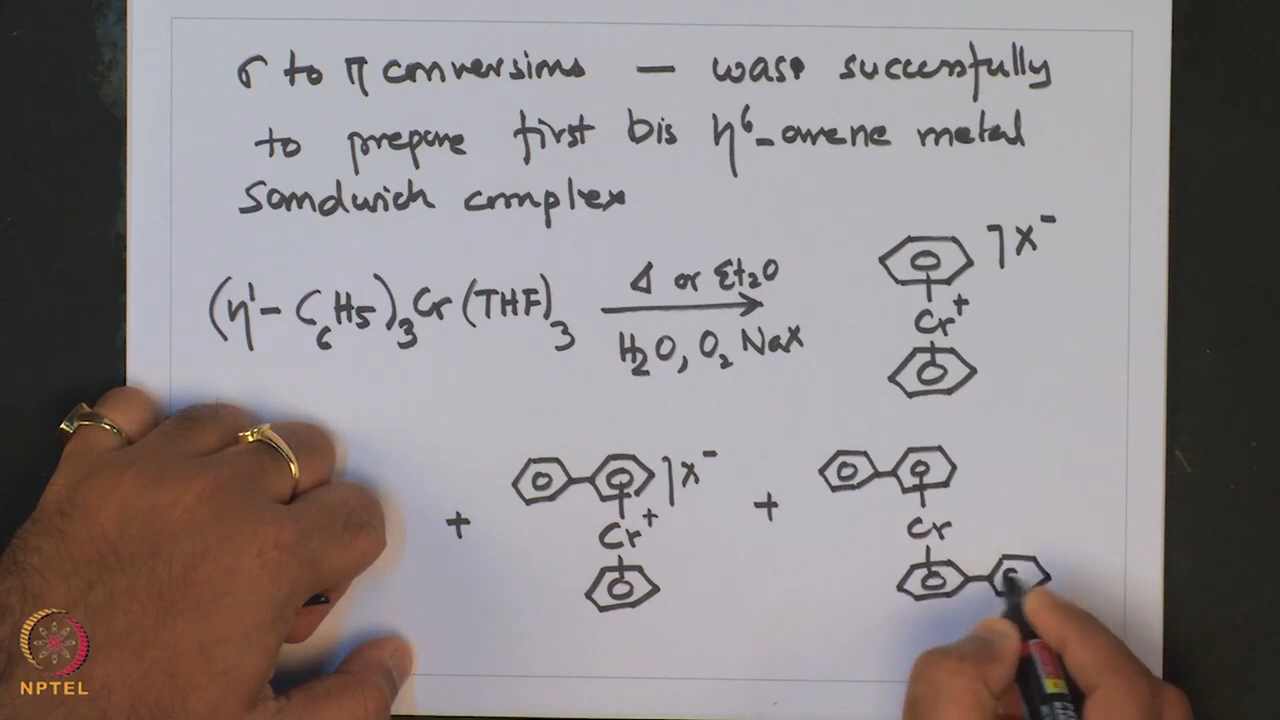 σ to π conversions — was successfully
to prepare first bis η⁶-arene metal
Sandwich complex
(η¹- C₆H₅)₃Cr(THF)₃
Δ or Et₂O
H₂O, O₂ NaX
Cr⁺
]X⁻
+
Cr⁺
]X⁻
+
Cr
NPTEL